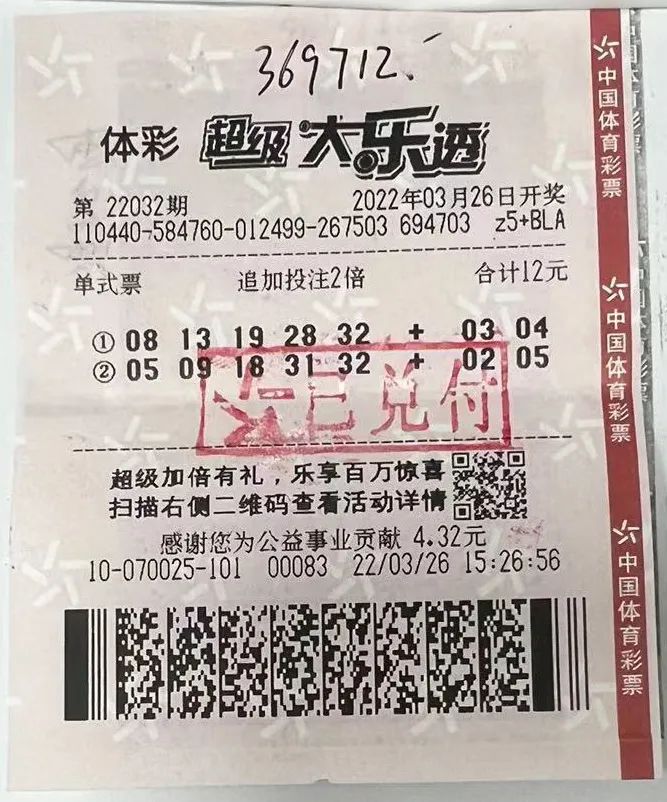 369712.
体彩 超级大乐透
第 22032期 2022年03月26日开奖
110440-584760-012499-267503 694703 z5+BLA
单式票 追加投注2倍 合计12元
① 08 13 19 28 32 + 03 04
② 05 09 18 31 32 + 02 05
已兑付
超级加倍有礼，乐享百万惊喜
扫描右侧二维码查看活动详情
感谢您为公益事业贡献 4.32元
10-070025-101 00083 22/03/26 15:26:56
中国体育彩票
中国体育彩票
中国体育彩票